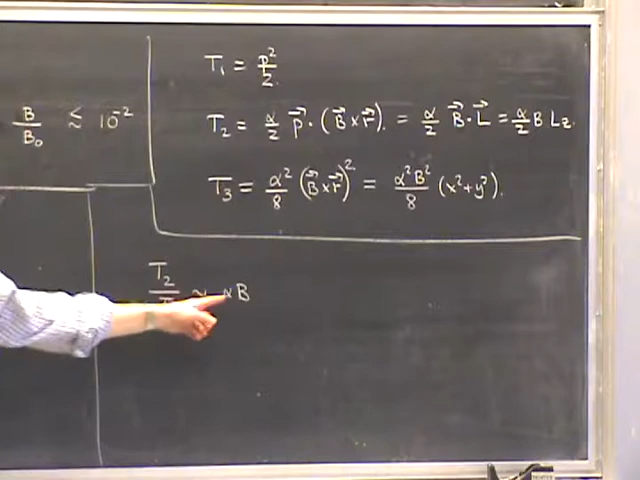 B/B₀ ≲ 10⁻²
T₁ = p²/2
T₂ = α/2 p⃗·(B⃗×r⃗) = α/2 B⃗·L⃗ = α/2 B L_z.
T₃ = α²/8 (B⃗×r⃗)² = α²B²/8 (x²+y²).
T₂/ ≈ αB